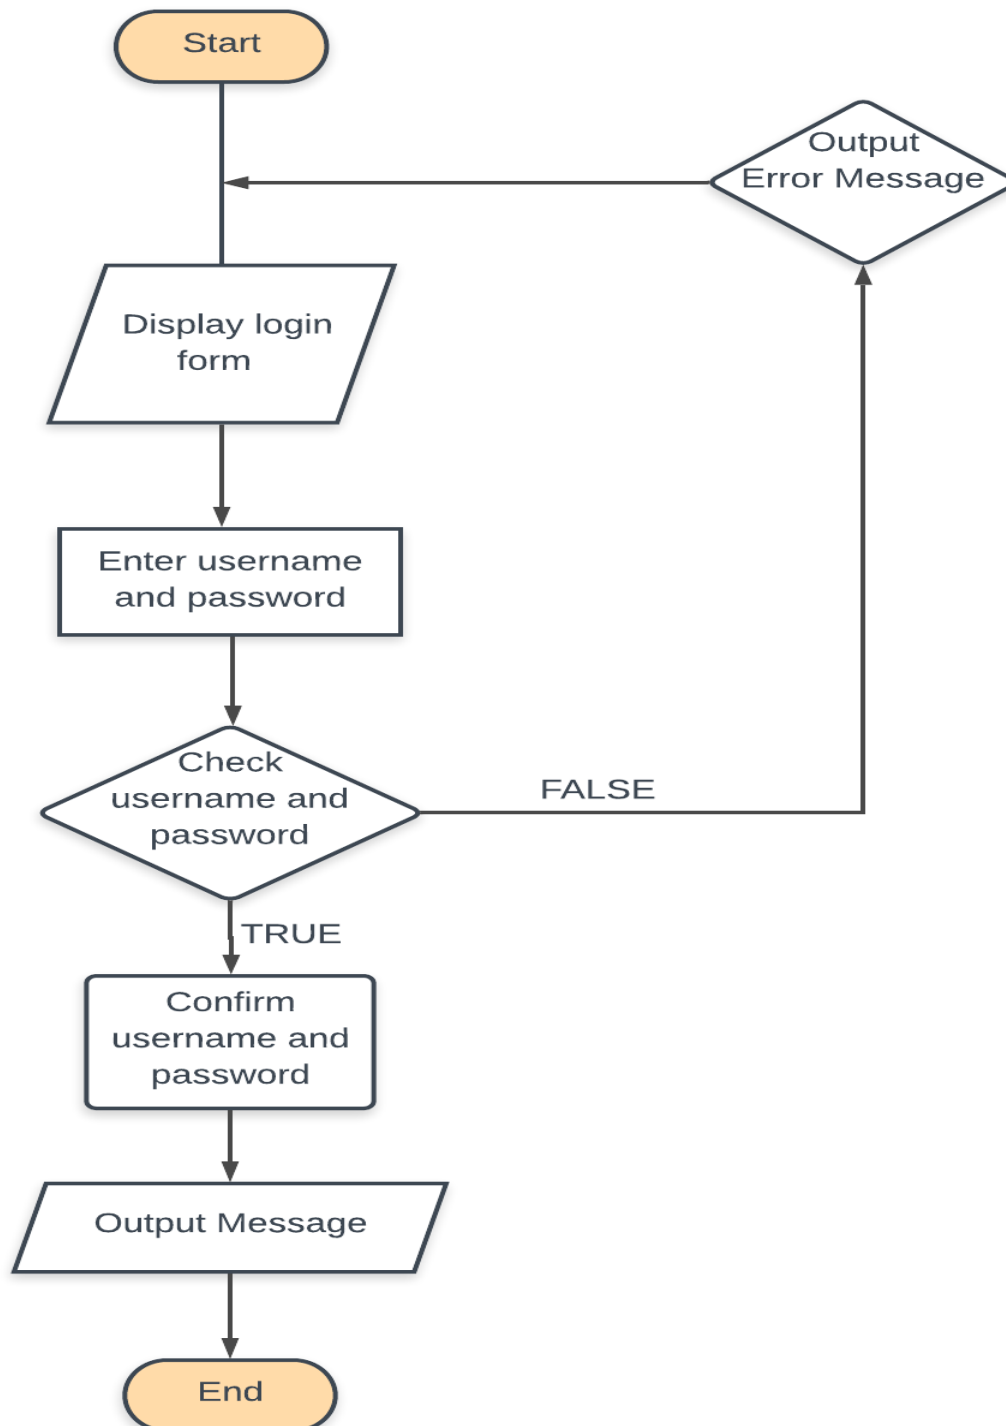 Start
Output
Error Message
Display login
form
Enter username
and password
Check
username and
password
FALSE
TRUE
Confirm
username and
password
Output Message
End